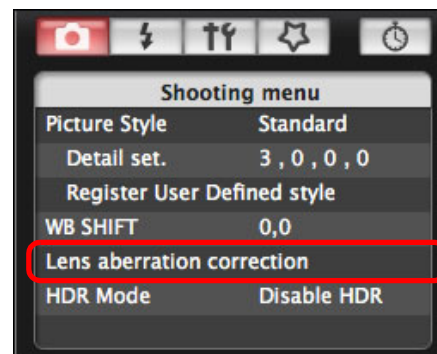 Shooting menu
Picture Style Standard
Detail set. 3 , 0 , 0 , 0
Register User Defined style
WB SHIFT 0,0
Lens aberration correction
HDR Mode Disable HDR